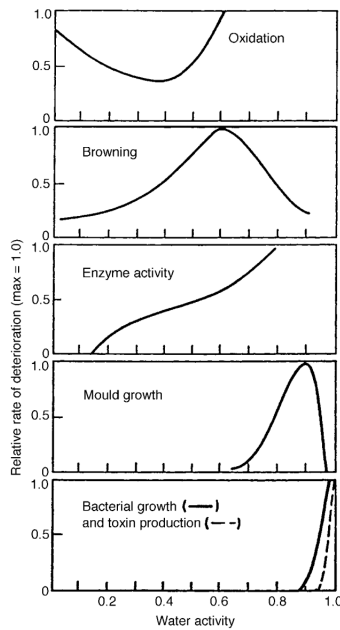 Relative rate of deterioration (max = 1.0)
1.0
Oxidation
0.5
0
1.0
Browning
0.5
0
1.0
Enzyme activity
0.5
0
1.0
Mould growth
0.5
0
1.0
Bacterial growth (—)
and toxin production (---)
0.5
0
0.2 0.4 0.6 0.8 1.0
Water activity